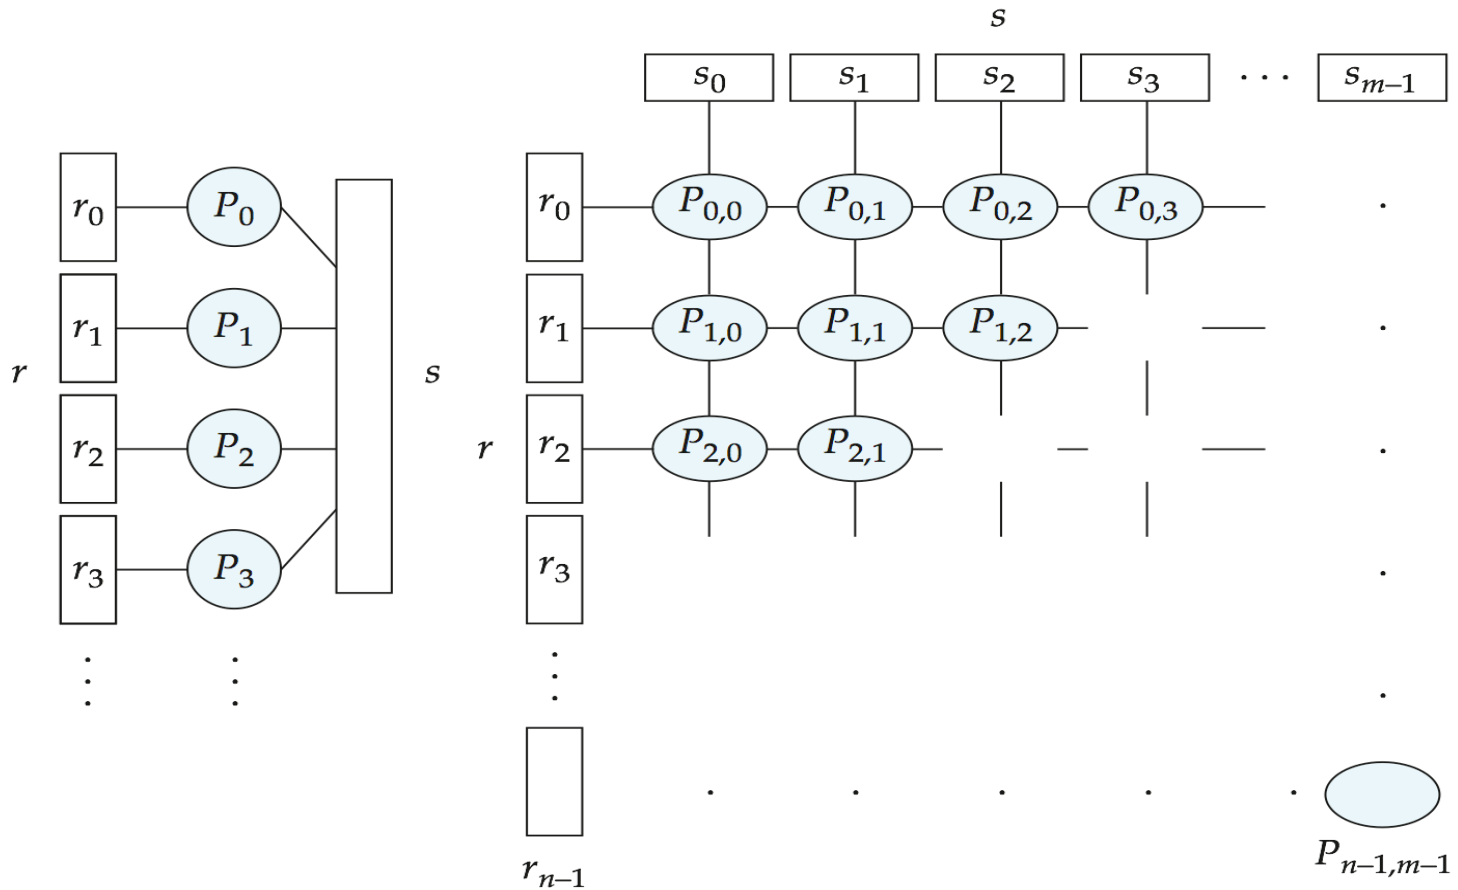 s
s₀ s₁ s₂ s₃ · · · sₘ₋₁
r₀ P₀ r₀ P₀,₀ P₀,₁ P₀,₂ P₀,₃
r₁ P₁ r₁ P₁,₀ P₁,₁ P₁,₂
r s
r₂ P₂ r r₂ P₂,₀ P₂,₁
r₃ P₃ r₃
Pₙ₋₁,ₘ₋₁
rₙ₋₁